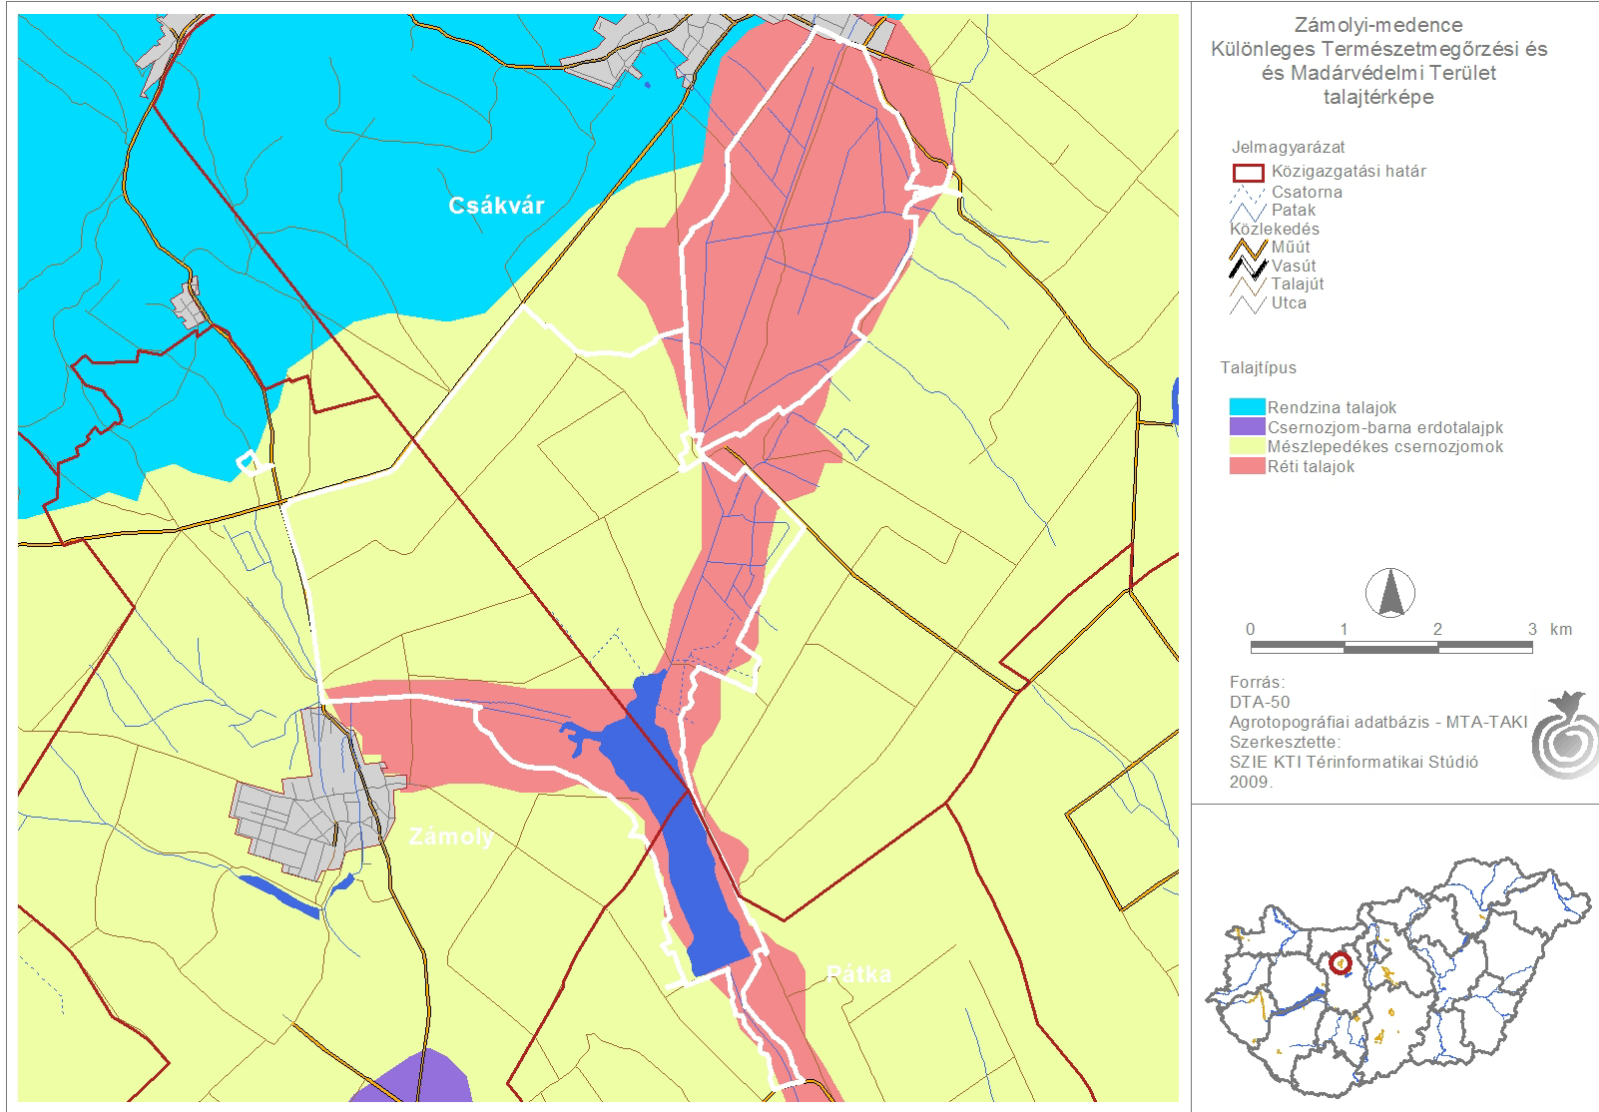 Zámolyi-medence
Különleges Természetmegőrzési és
és Madárvédelmi Terület
talajtérképe
Jelmagyarázat
Közigazgatási határ
Csatorna
Patak
Közlekedés
Műút
Vasút
Talajút
Utca
Talajtípus
Rendzina talajok
Csernozjom-barna erdotalajpk
Mészlepedékes csernozjomok
Réti talajok
0 1 2 3 km
Forrás:
DTA-50
Agrotopográfiai adatbázis - MTA-TAKI
Szerkesztette:
SZIE KTI Térinformatikai Stúdió
2009.
Csákvár
Zámoly
Pátka